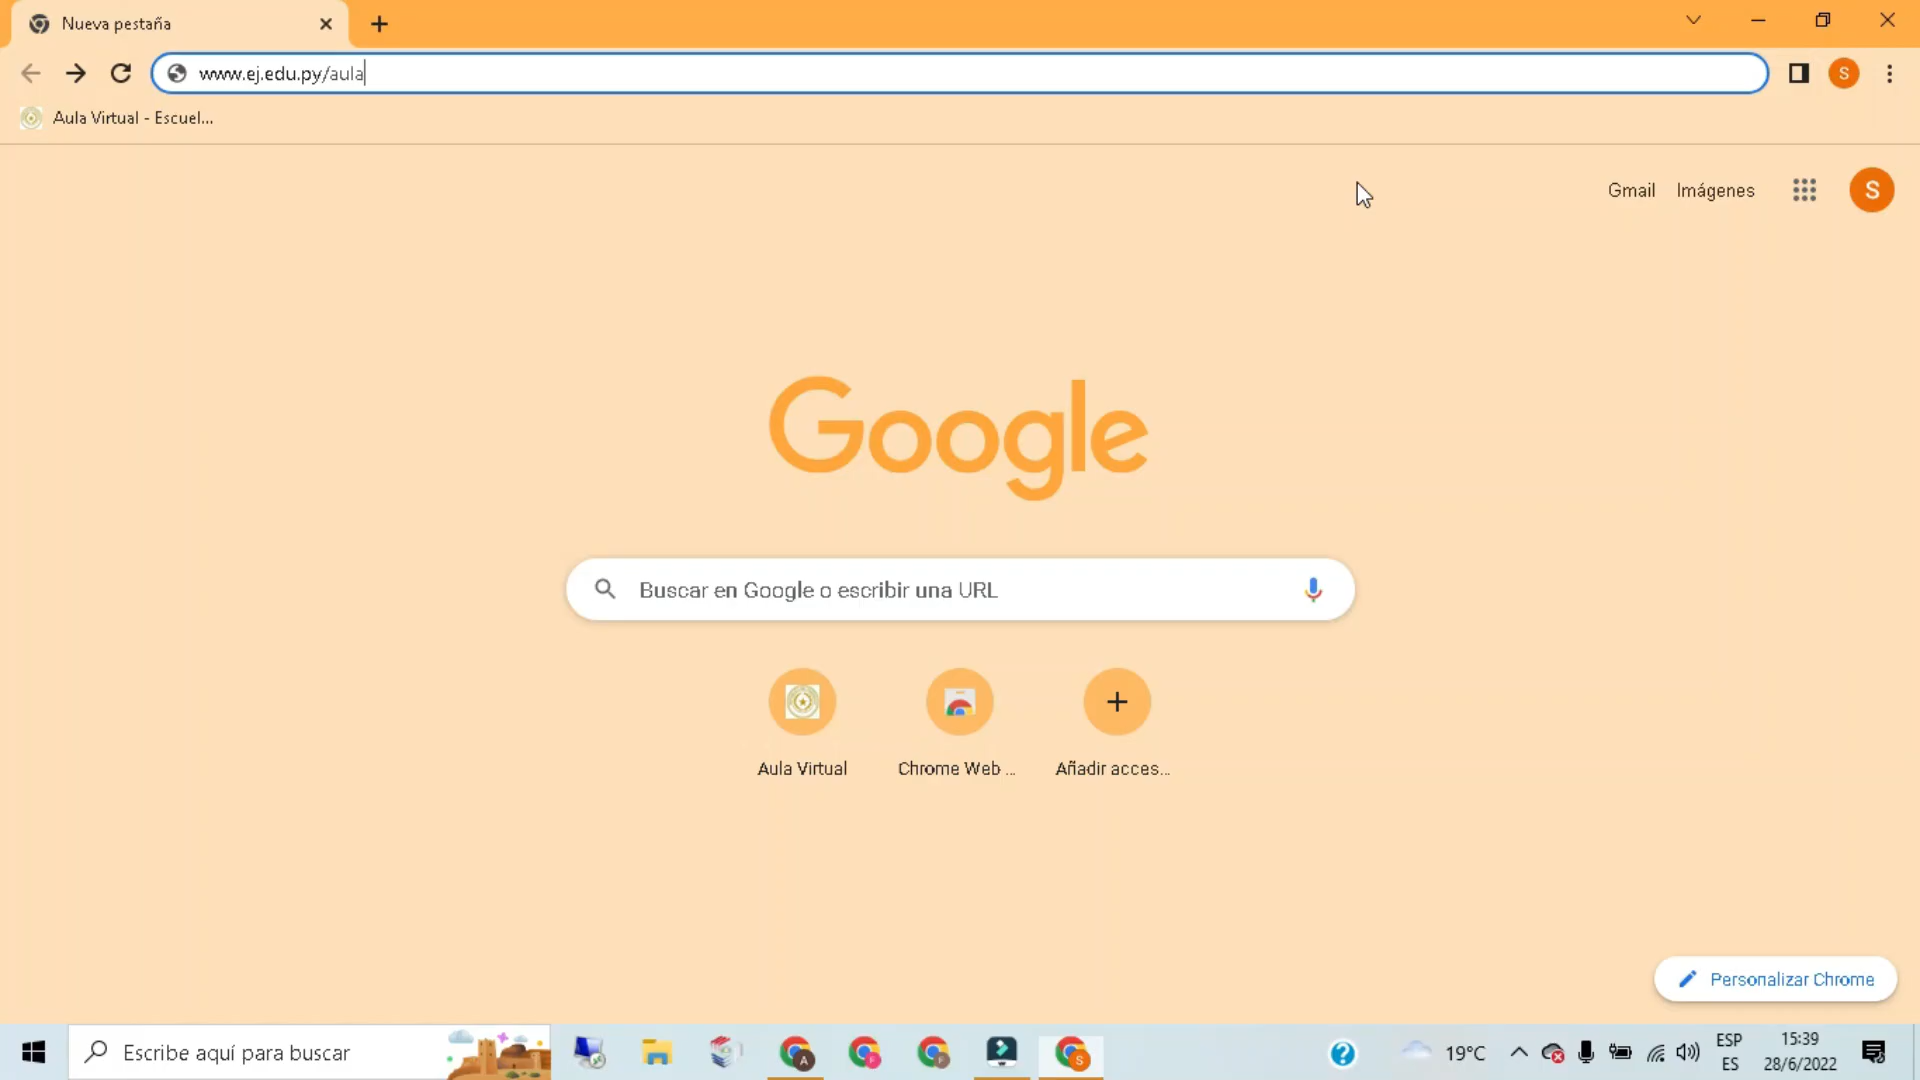 Nueva pestaña
www.ej.edu.py/aula
S
Aula Virtual - Escuel...
Gmail
Imágenes
S
Google
Buscar en Google o escribir una URL
Aula Virtual
Chrome Web ...
Añadir acces...
Personalizar Chrome
Escribe aquí para buscar
A
F
F
S
19°C
ESP
ES
15:39
28/6/2022